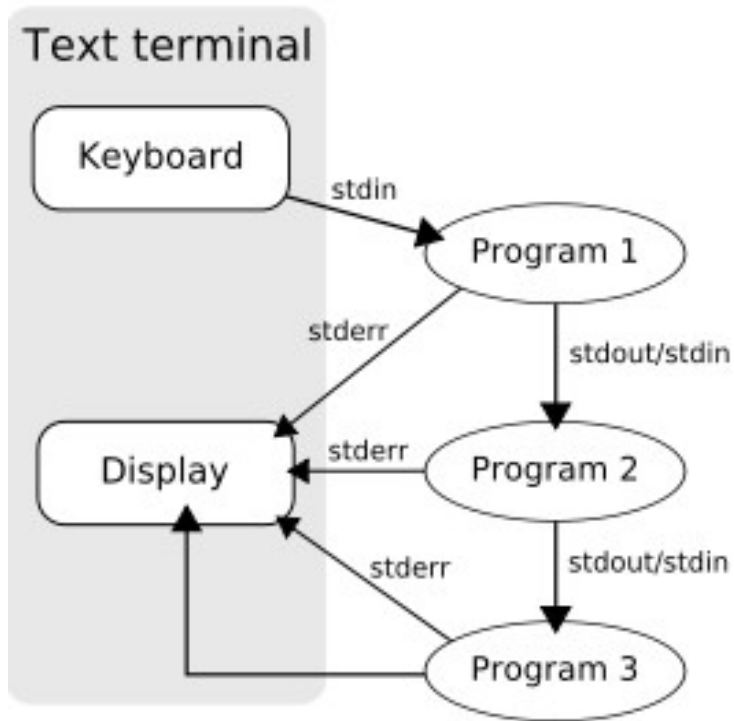 Text terminal
Keyboard
stdin
Program 1
stderr
stdout/stdin
Display
stderr
Program 2
stderr
stdout/stdin
Program 3